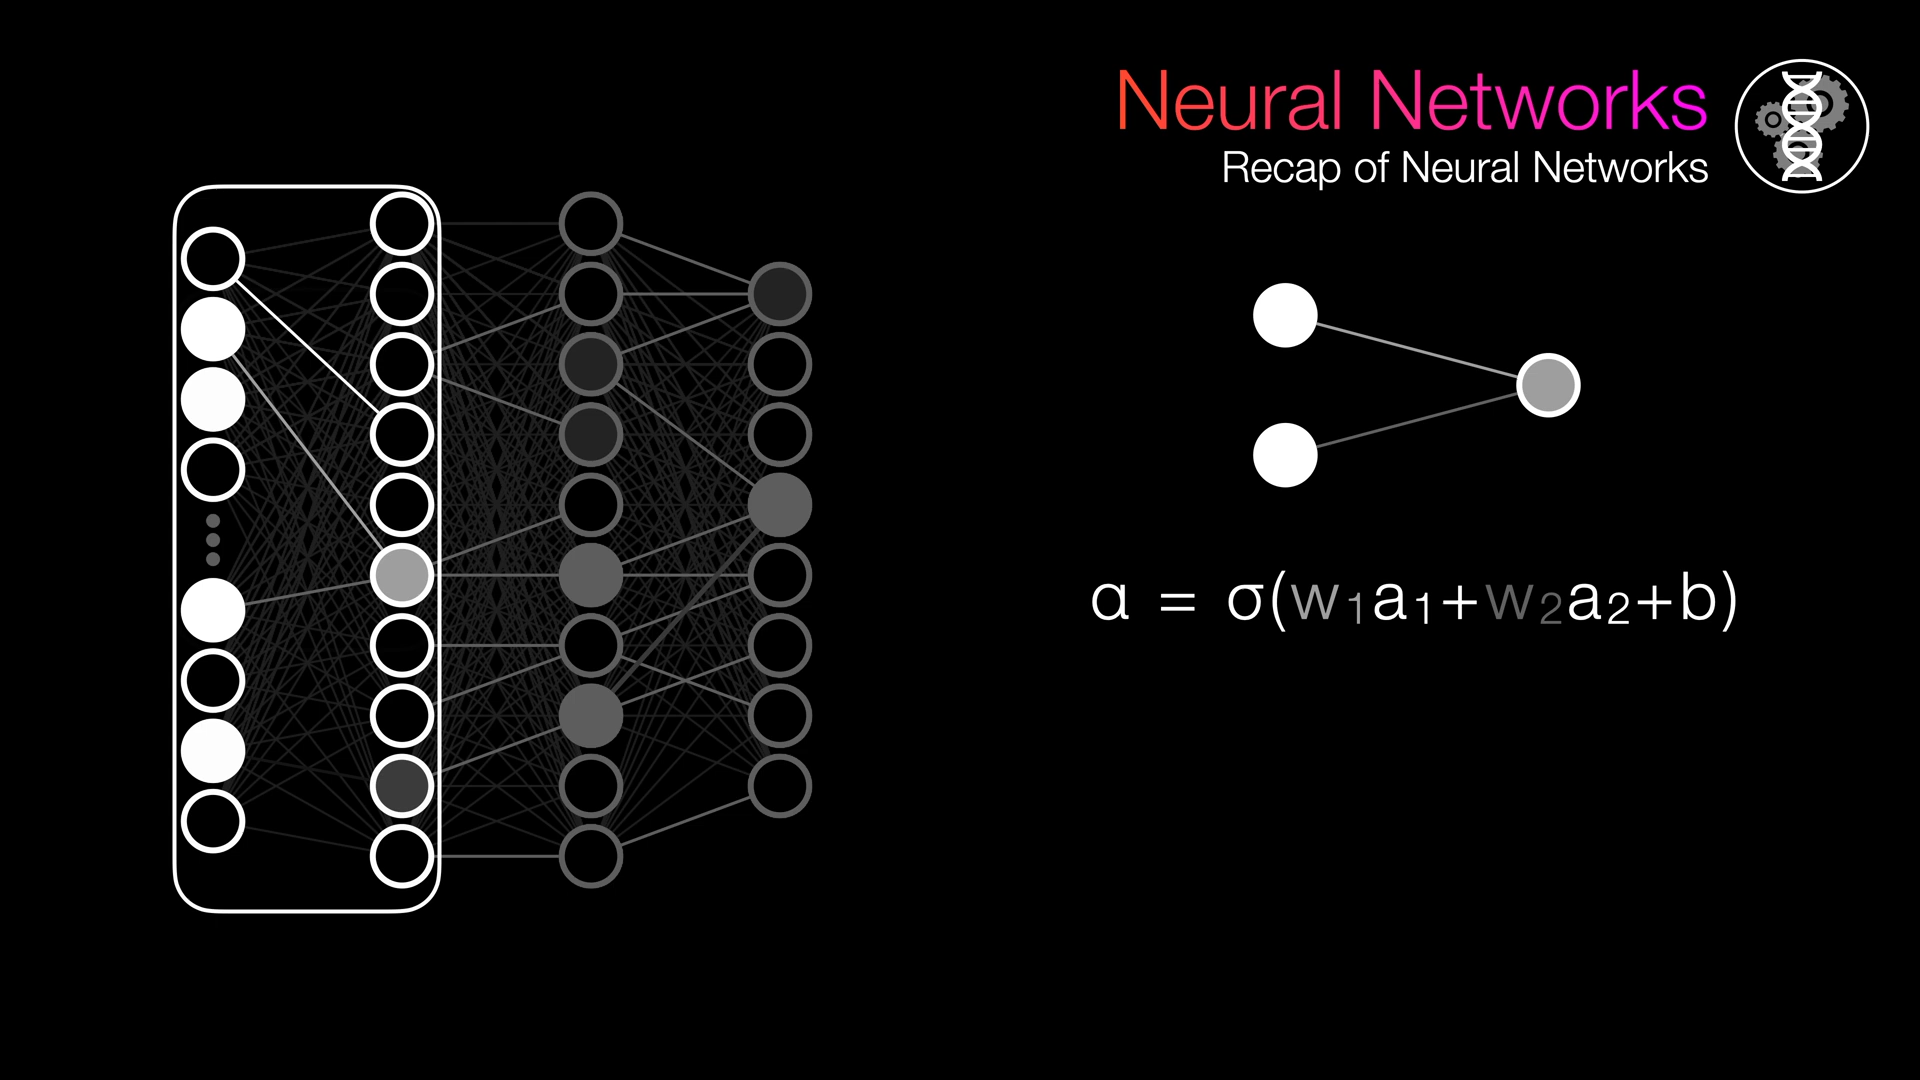 Neural Networks
Recap of Neural Networks
ɑ = σ(w₁a₁+w₂a₂+b)